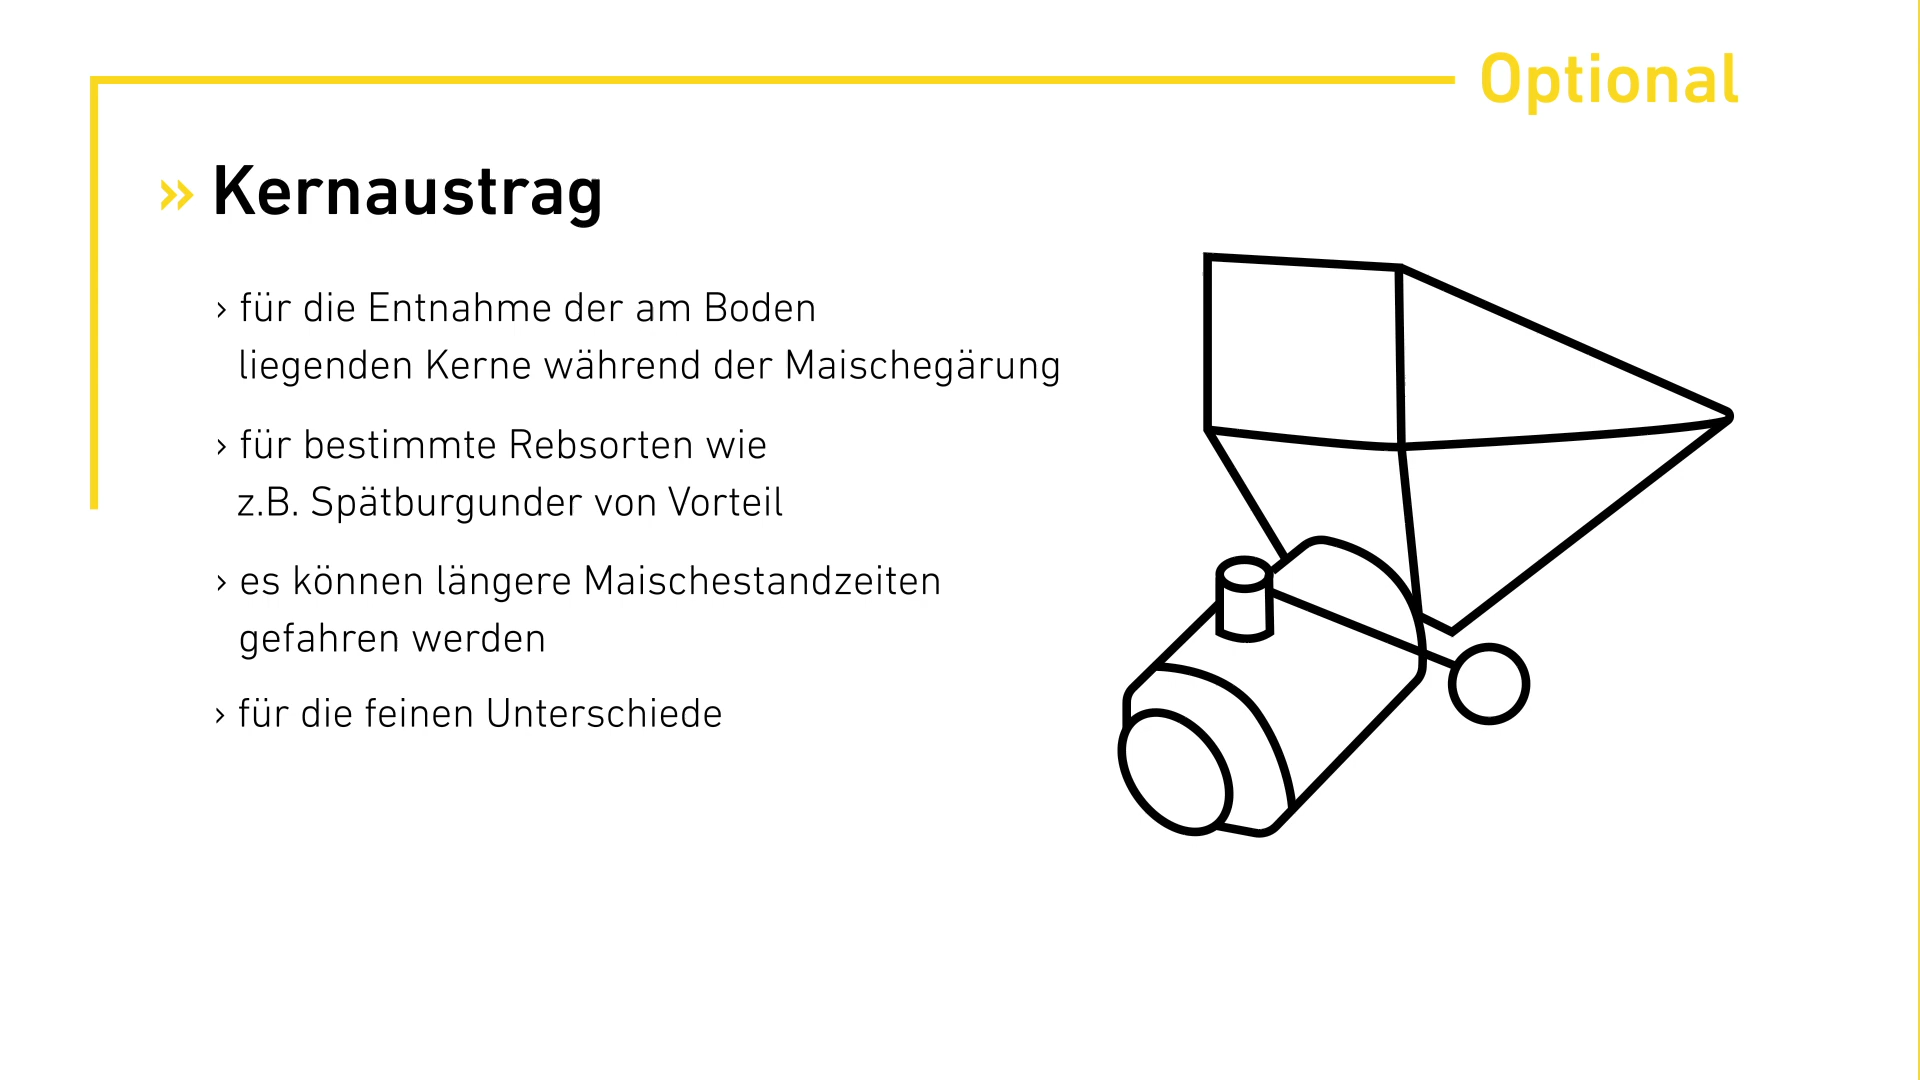 Optional
» Kernaustrag
› für die Entnahme der am Boden
liegenden Kerne während der Maischegärung
› für bestimmte Rebsorten wie
z.B. Spätburgunder von Vorteil
› es können längere Maischestandzeiten
gefahren werden
› für die feinen Unterschiede